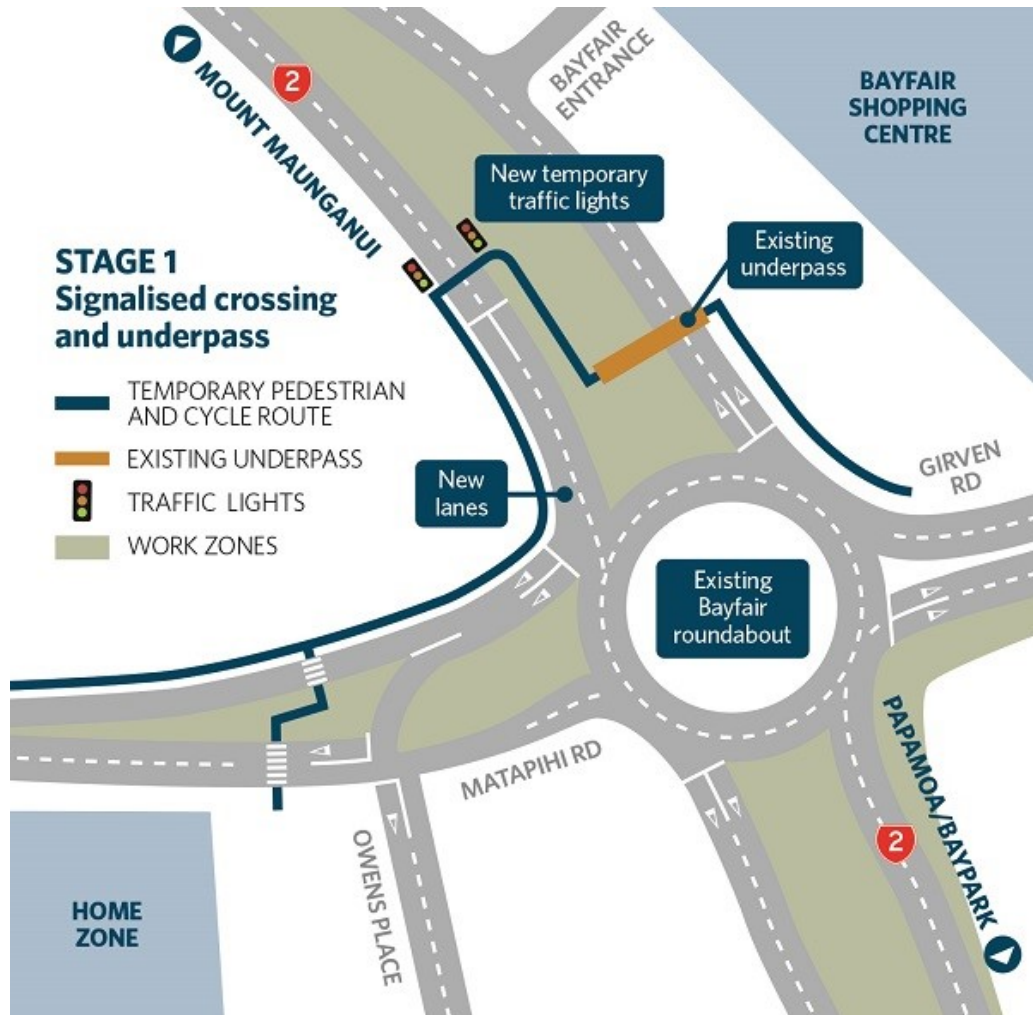 MOUNT MAUNGANUI
2
BAYFAIR
ENTRANCE
BAYFAIR
SHOPPING
CENTRE
New temporary
traffic lights
Existing
underpass
STAGE 1
Signalised crossing
and underpass
TEMPORARY PEDESTRIAN
AND CYCLE ROUTE
EXISTING UNDERPASS
TRAFFIC LIGHTS
WORK ZONES
New
lanes
GIRVEN
RD
Existing
Bayfair
roundabout
MATAPIHI RD
OWENS PLACE
PAPAMOA/BAYPARK
2
HOME
ZONE